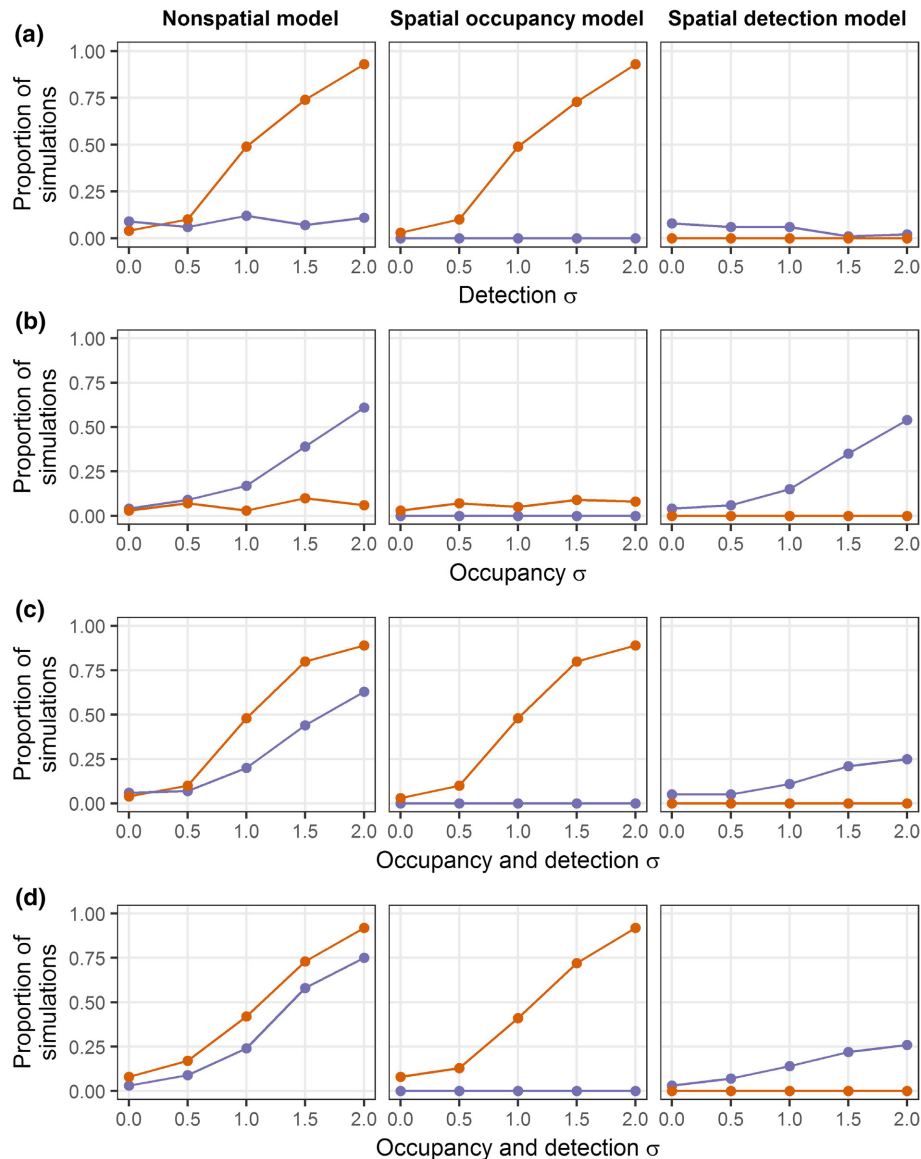 Nonspatial model Spatial occupancy model Spatial detection model
(a)
Proportion of
simulations
1.00
0.75
0.50
0.25
0.00
0.0 0.5 1.0 1.5 2.0 0.0 0.5 1.0 1.5 2.0 0.0 0.5 1.0 1.5 2.0
Detection σ
(b)
Proportion of
simulations
1.00
0.75
0.50
0.25
0.00
0.0 0.5 1.0 1.5 2.0 0.0 0.5 1.0 1.5 2.0 0.0 0.5 1.0 1.5 2.0
Occupancy σ
(c)
Proportion of
simulations
1.00
0.75
0.50
0.25
0.00
0.0 0.5 1.0 1.5 2.0 0.0 0.5 1.0 1.5 2.0 0.0 0.5 1.0 1.5 2.0
Occupancy and detection σ
(d)
Proportion of
simulations
1.00
0.75
0.50
0.25
0.00
0.0 0.5 1.0 1.5 2.0 0.0 0.5 1.0 1.5 2.0 0.0 0.5 1.0 1.5 2.0
Occupancy and detection σ